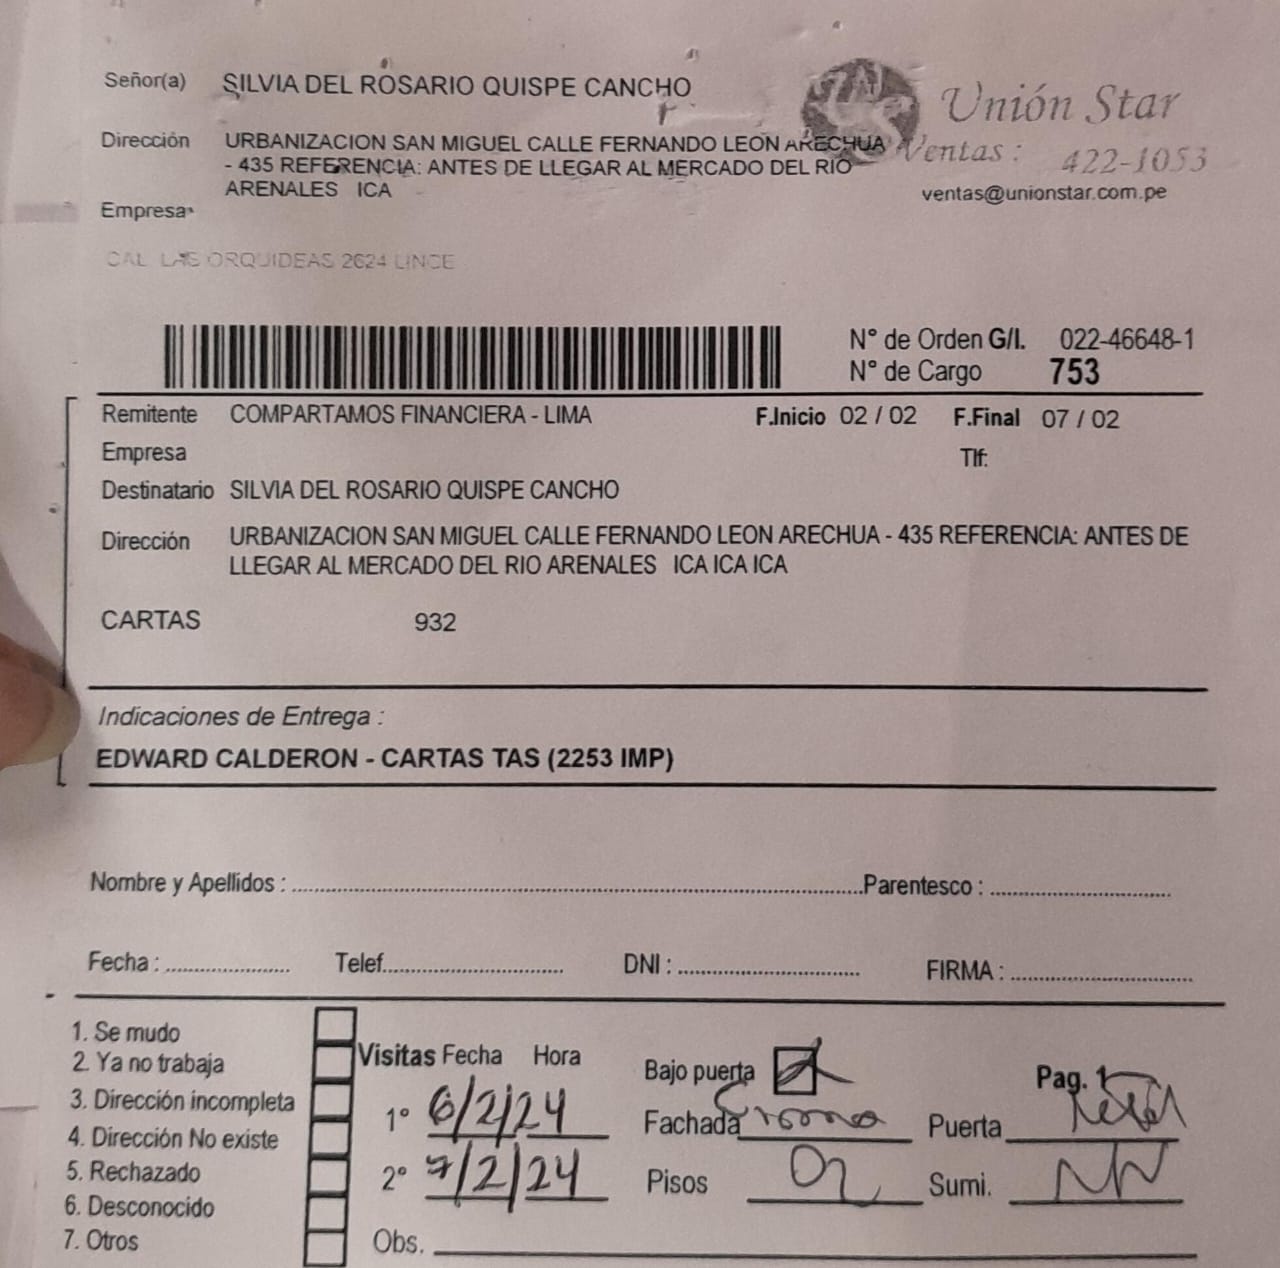 Señor(a) SILVIA DEL ROSARIO QUISPE CANCHO
Unión Star
Dirección URBANIZACION SAN MIGUEL CALLE FERNANDO LEON ARECHUA
- 435 REFERENCIA: ANTES DE LLEGAR AL MERCADO DEL RIO
ARENALES ICA
Ventas : 422-1053
ventas@unionstar.com.pe
Empresa
CAL LAS ORQUIDEAS 2624 LINCE
N° de Orden G/I. 022-46648-1
N° de Cargo 753
Remitente COMPARTAMOS FINANCIERA - LIMA F.Inicio 02 / 02 F.Final 07 / 02
Empresa Tlf:
Destinatario SILVIA DEL ROSARIO QUISPE CANCHO
Dirección URBANIZACION SAN MIGUEL CALLE FERNANDO LEON ARECHUA - 435 REFERENCIA: ANTES DE
LLEGAR AL MERCADO DEL RIO ARENALES ICA ICA ICA
CARTAS 932
Indicaciones de Entrega :
EDWARD CALDERON - CARTAS TAS (2253 IMP)
Nombre y Apellidos : Parentesco :
Fecha : Telef. DNI : FIRMA :
1. Se mudo
2. Ya no trabaja
3. Dirección incompleta
4. Dirección No existe
5. Rechazado
6. Desconocido
7. Otros
Visitas Fecha Hora
1° 6/2/24
2° 7/2/24
Obs.
Bajo puerta
Fachada
Pisos 02
Pag. 1
Puerta
Sumi.